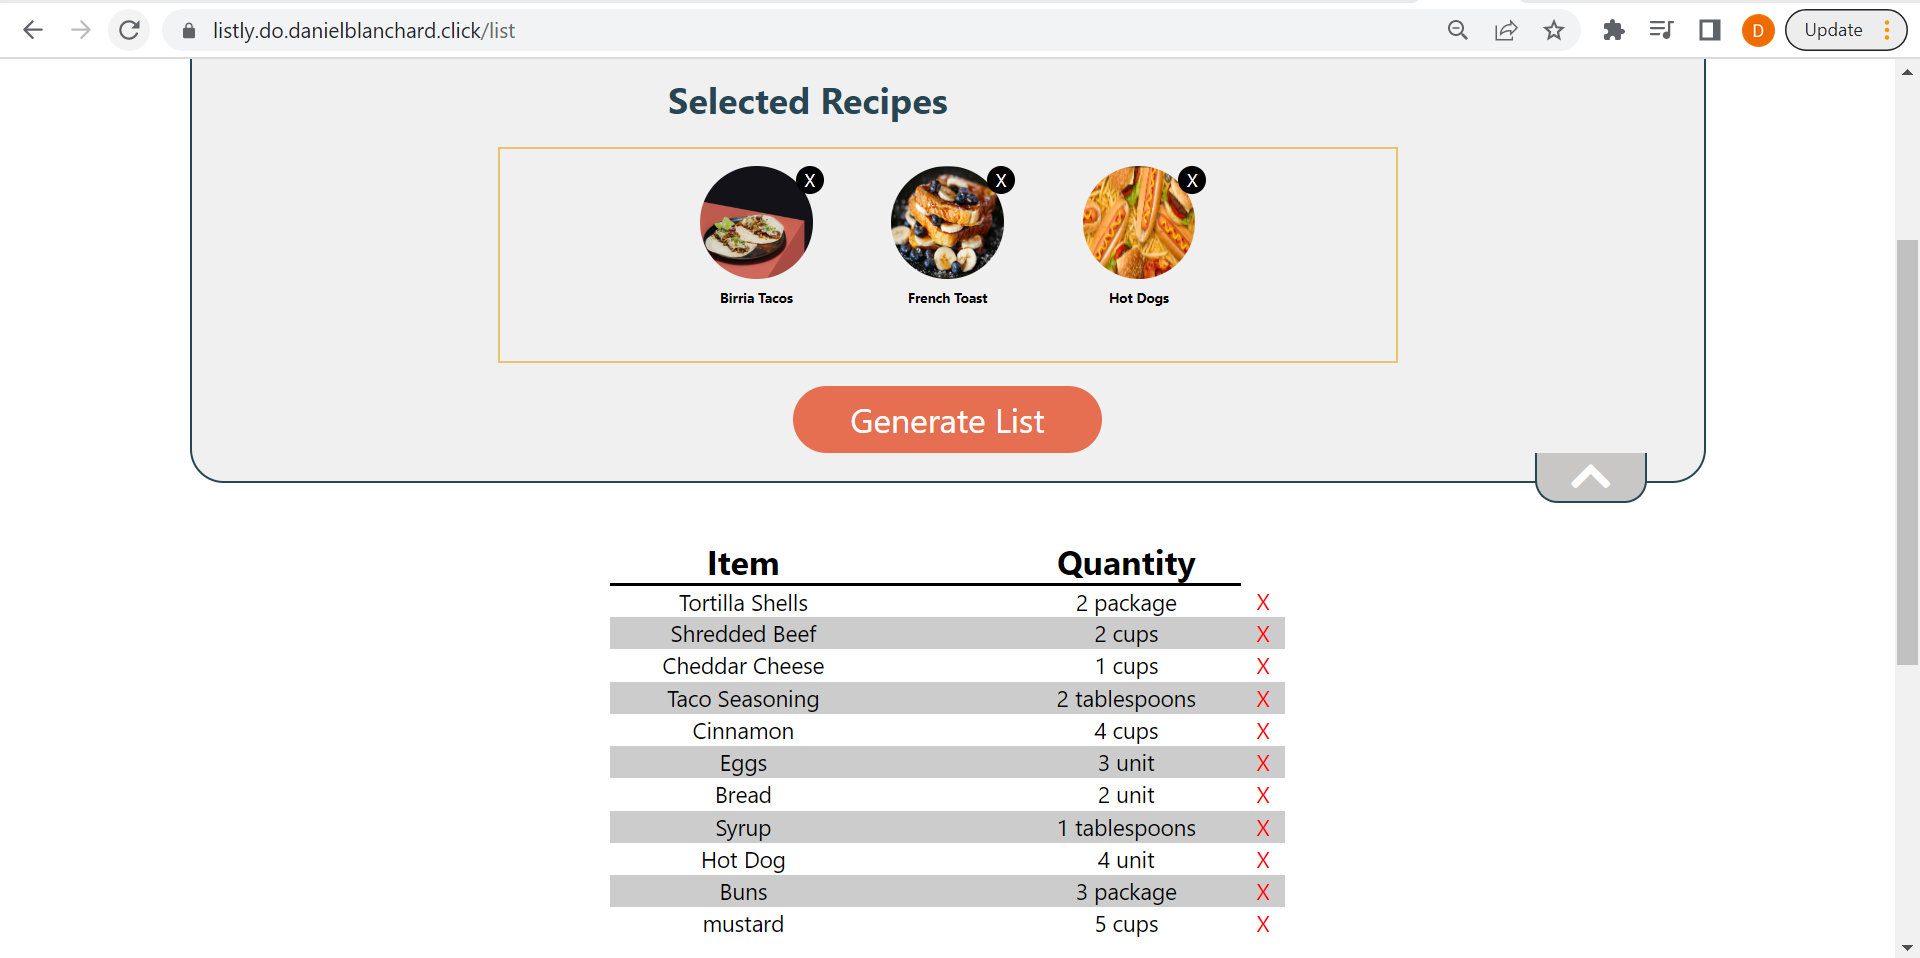 listly.do.danielblanchard.click/list
D
Update
Selected Recipes
X X X
Birria Tacos French Toast Hot Dogs
Generate List
Item Quantity
Tortilla Shells 2 package X
Shredded Beef 2 cups X
Cheddar Cheese 1 cups X
Taco Seasoning 2 tablespoons X
Cinnamon 4 cups X
Eggs 3 unit X
Bread 2 unit X
Syrup 1 tablespoons X
Hot Dog 4 unit X
Buns 3 package X
mustard 5 cups X